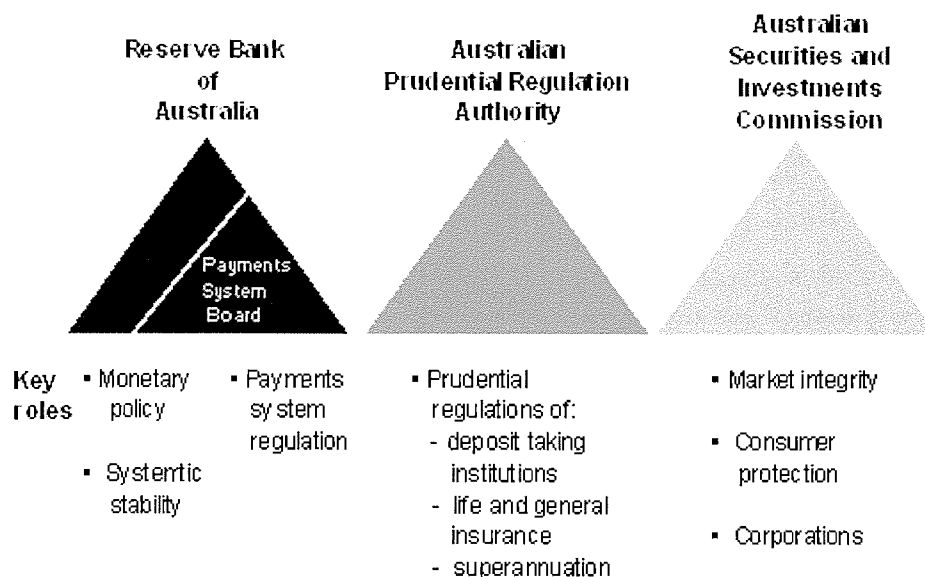 Reserve Bank
of
Australia
Australian
Prudential Regulation
Authority
Australian
Securities and
Investments
Commission
Payments
System
Board
Key
roles
▪ Monetary
policy
▪ Systemtic
stability
▪ Payments
system
regulation
▪ Prudential
regulations of:
- deposit taking
institutions
- life and general
insurance
- superannuation
▪ Market integrity
▪ Consumer
protection
▪ Corporations